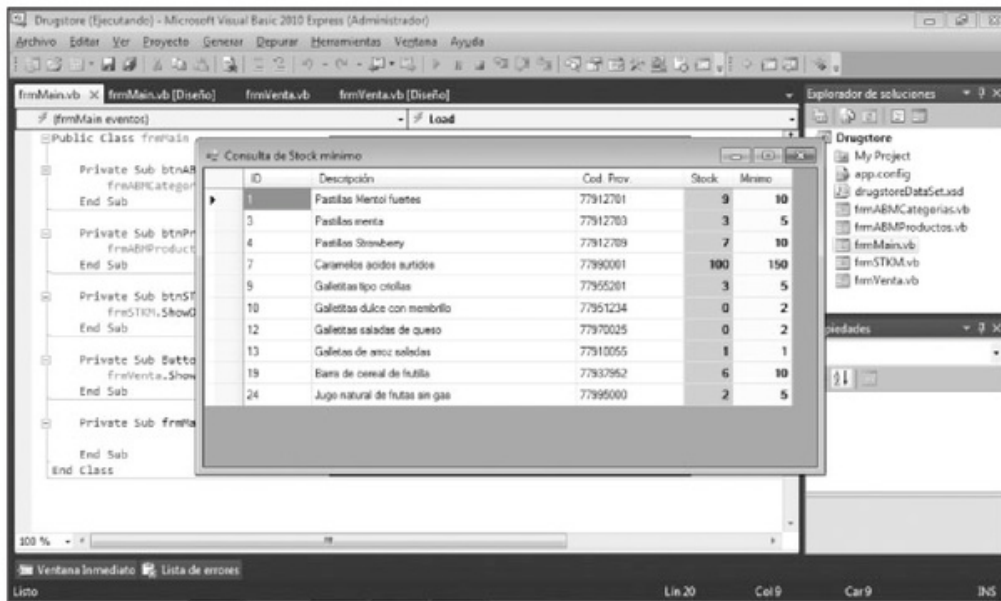 Drugstore (Ejecutando) - Microsoft Visual Basic 2010 Express (Administrador)
Archivo Editar Ver Proyecto Generar Depurar Herramientas Ventana Ayuda
frmMain.vb X frmMain.vb [Diseño] frmVenta.vb frmVenta.vb [Diseño]
(frmMain eventos) Load
Public Class frmMain
Private Sub btnAB
frmABMCategor
End Sub
Private Sub btnPr
frmABMProduct
End Sub
Private Sub btnST
frmSTKM.ShowD
End Sub
Private Sub Butto
frmVenta.Show
End Sub
Private Sub frmMa
End Sub
End Class
Consulta de Stock mínimo
ID Descripción Cod. Prov. Stock Minimo
1 Pastillas Mentol fuertes 77912701 9 10
3 Pastillas menta 77912703 3 5
4 Pastillas Strawberry 77912709 7 10
7 Caramelos acidos surtidos 77990001 100 150
9 Galletitas tipo criollas 77955201 3 5
10 Galletitas dulce con membrillo 77951234 0 2
12 Galletitas saladas de queso 77970025 0 2
13 Galletas de arroz saladas 77910055 1 1
19 Barra de cereal de frutilla 77937952 6 10
24 Jugo natural de frutas sin gas 77995000 2 5
Explorador de soluciones
Drugstore
My Project
app.config
drugstoreDataSet.xsd
frmABMCategorias.vb
frmABMProductos.vb
frmMain.vb
frmSTKM.vb
frmVenta.vb
piedades
100 %
Ventana Inmediato Lista de errores
Listo Lín 20 Col 9 Car 9 INS